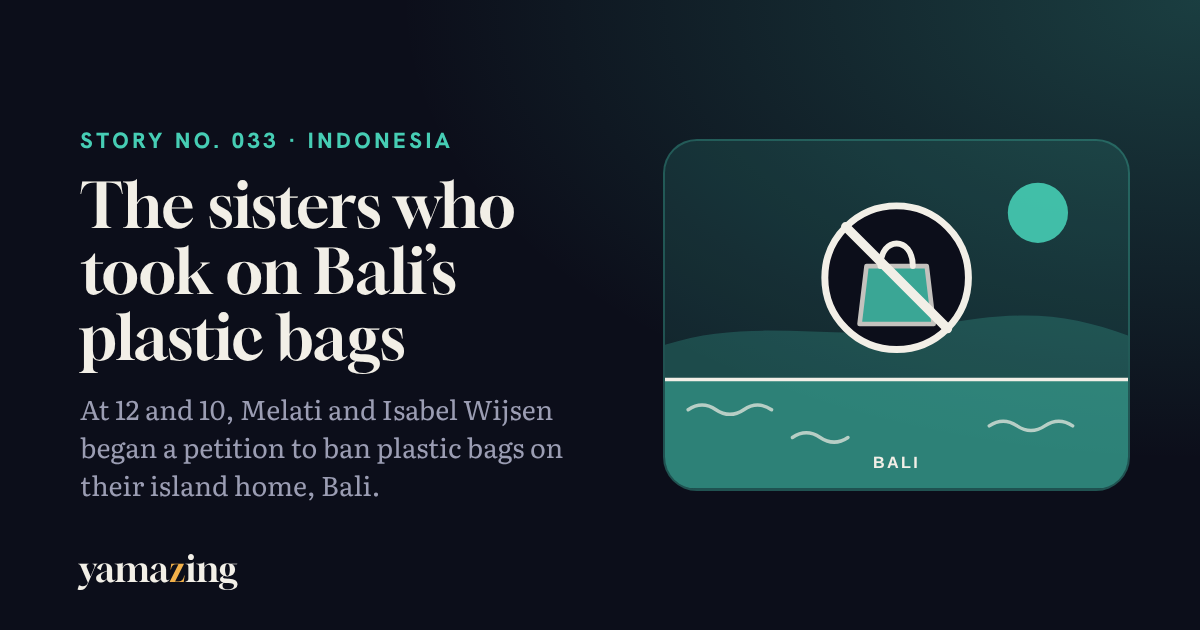 STORY NO. 033 · INDONESIA
The sisters who
took on Bali’s
plastic bags
At 12 and 10, Melati and Isabel Wijsen
began a petition to ban plastic bags on
their island home, Bali.
BALI
yamazing